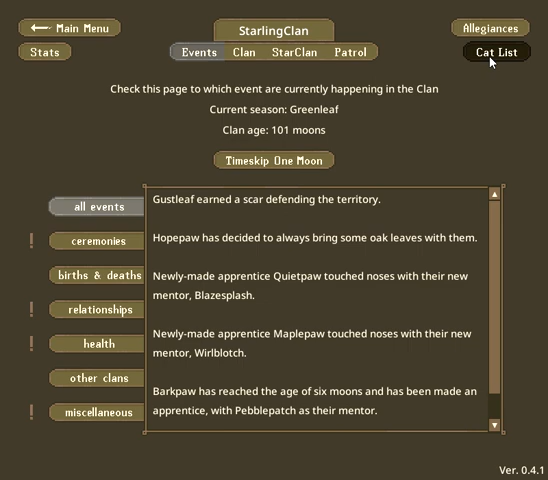 Main Menu
StarlingClan
Allegiances
Stats
Events
Clan
StarClan
Patrol
Cat List
Check this page to which event are currently happening in the Clan
Current season: Greenleaf
Clan age: 101 moons
Timeskip One Moon
all events
ceremonies
births & deaths
relationships
health
other clans
miscellaneous
Gustleaf earned a scar defending the territory.
Hopepaw has decided to always bring some oak leaves with them.
Newly-made apprentice Quietpaw touched noses with their new
mentor, Blazesplash.
Newly-made apprentice Maplepaw touched noses with their new
mentor, Wirlblotch.
Barkpaw has reached the age of six moons and has been made an
apprentice, with Pebblepatch as their mentor.
Ver. 0.4.1